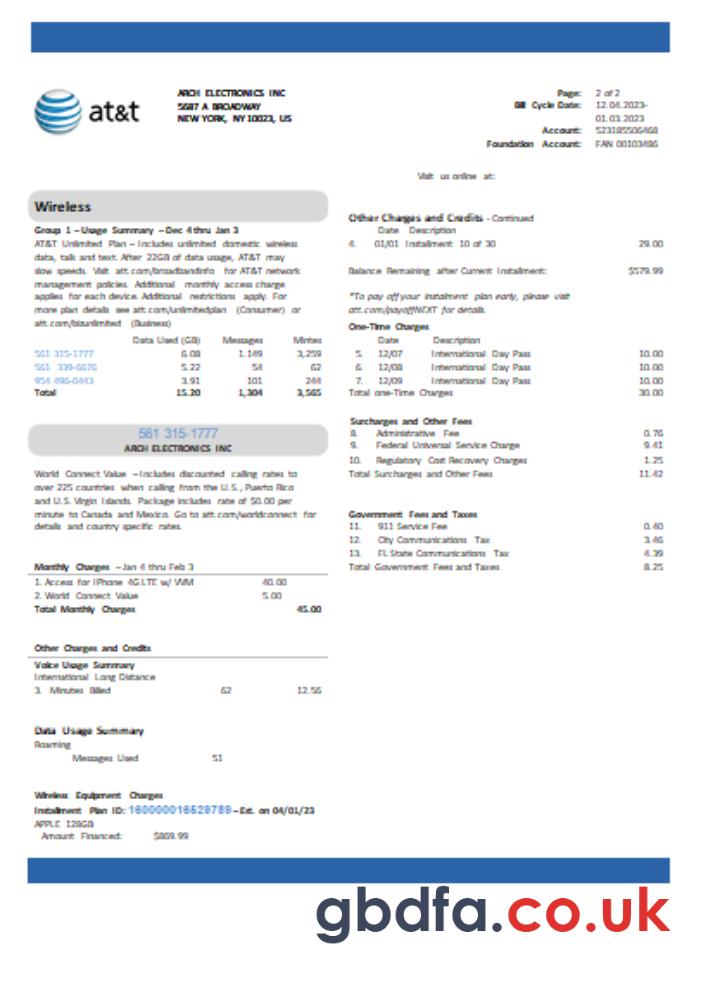 at&t
ARCH ELECTRONICS INC
5687 A BROADWAY
NEW YORK, NY 10023, US
Page: 2 of 2
Bill Cycle Date: 12.04.2023-
01.03.2023
Account: 523185506468
Foundation Account: FAN 00103486
Visit us online at:
Wireless
Group 1 – Usage Summary – Dec 4 thru Jan 3
AT&T Unlimited Plan – Includes unlimited domestic wireless
data, talk and text. After 22GB of data usage, AT&T may
slow speeds. Visit att.com/broadbandinfo for AT&T network
management policies. Additional monthly access charge
applies for each device. Additional restrictions apply. For
more plan details see att.com/unlimitedplan (Consumer) or
att.com/bizunlimited (Business)
Data Used (GB) Messages Mintes
561 315-1777 6.08 1.149 3,259
561 339-6676 5.22 54 62
954 496-0443 3.91 101 244
Total 15.20 1,304 3,565
561 315-1777
ARCH ELECTRONICS INC
World Connect Value – Includes discounted calling rates to
over 225 countries when calling from the U.S., Puerto Rica
and U.S. Virgin Islands. Package includes rate of $0.00 per
minute to Canada and Mexico. Go to att.com/worldconnect for
details and country specific rates.
Monthly Charges – Jan 4 thru Feb 3
1. Access for iPhone 4G LTE w/ VVM 40.00
2. World Connect Value 5.00
Total Monthly Charges 45.00
Other Charges and Credits
Voice Usage Summary
International Long Distance
3. Minutes Billed 62 12.56
Data Usage Summary
Roaming
Messages Used 51
Wireless Equipment Charges
Installment Plan ID: 160000016528789 – Est. on 04/01/23
APPLE 128GB
Amount Financed: $869.99
Other Charges and Credits - Continued
Date Description
4. 01/01 Installment 10 of 30 29.00
Balance Remaining after Current Installment: $579.99
*To pay off your instalment plan early, please visit
att.com/payoffNEXT for details.
One-Time Charges
Date Description
5. 12/07 International Day Pass 10.00
6. 12/08 International Day Pass 10.00
7. 12/09 International Day Pass 10.00
Total one-Time Charges 30.00
Surcharges and Other Fees
8. Administrative Fee 0.76
9. Federal Universal Service Charge 9.41
10. Regulatory Cost Recovery Charges 1.25
Total Surcharges and Other Fees 11.42
Government Fees and Taxes
11. 911 Service Fee 0.40
12. City Communications Tax 3.46
13. FL State Communications Tax 4.39
Total Government Fees and Taxes 8.25
gbdfa.co.uk